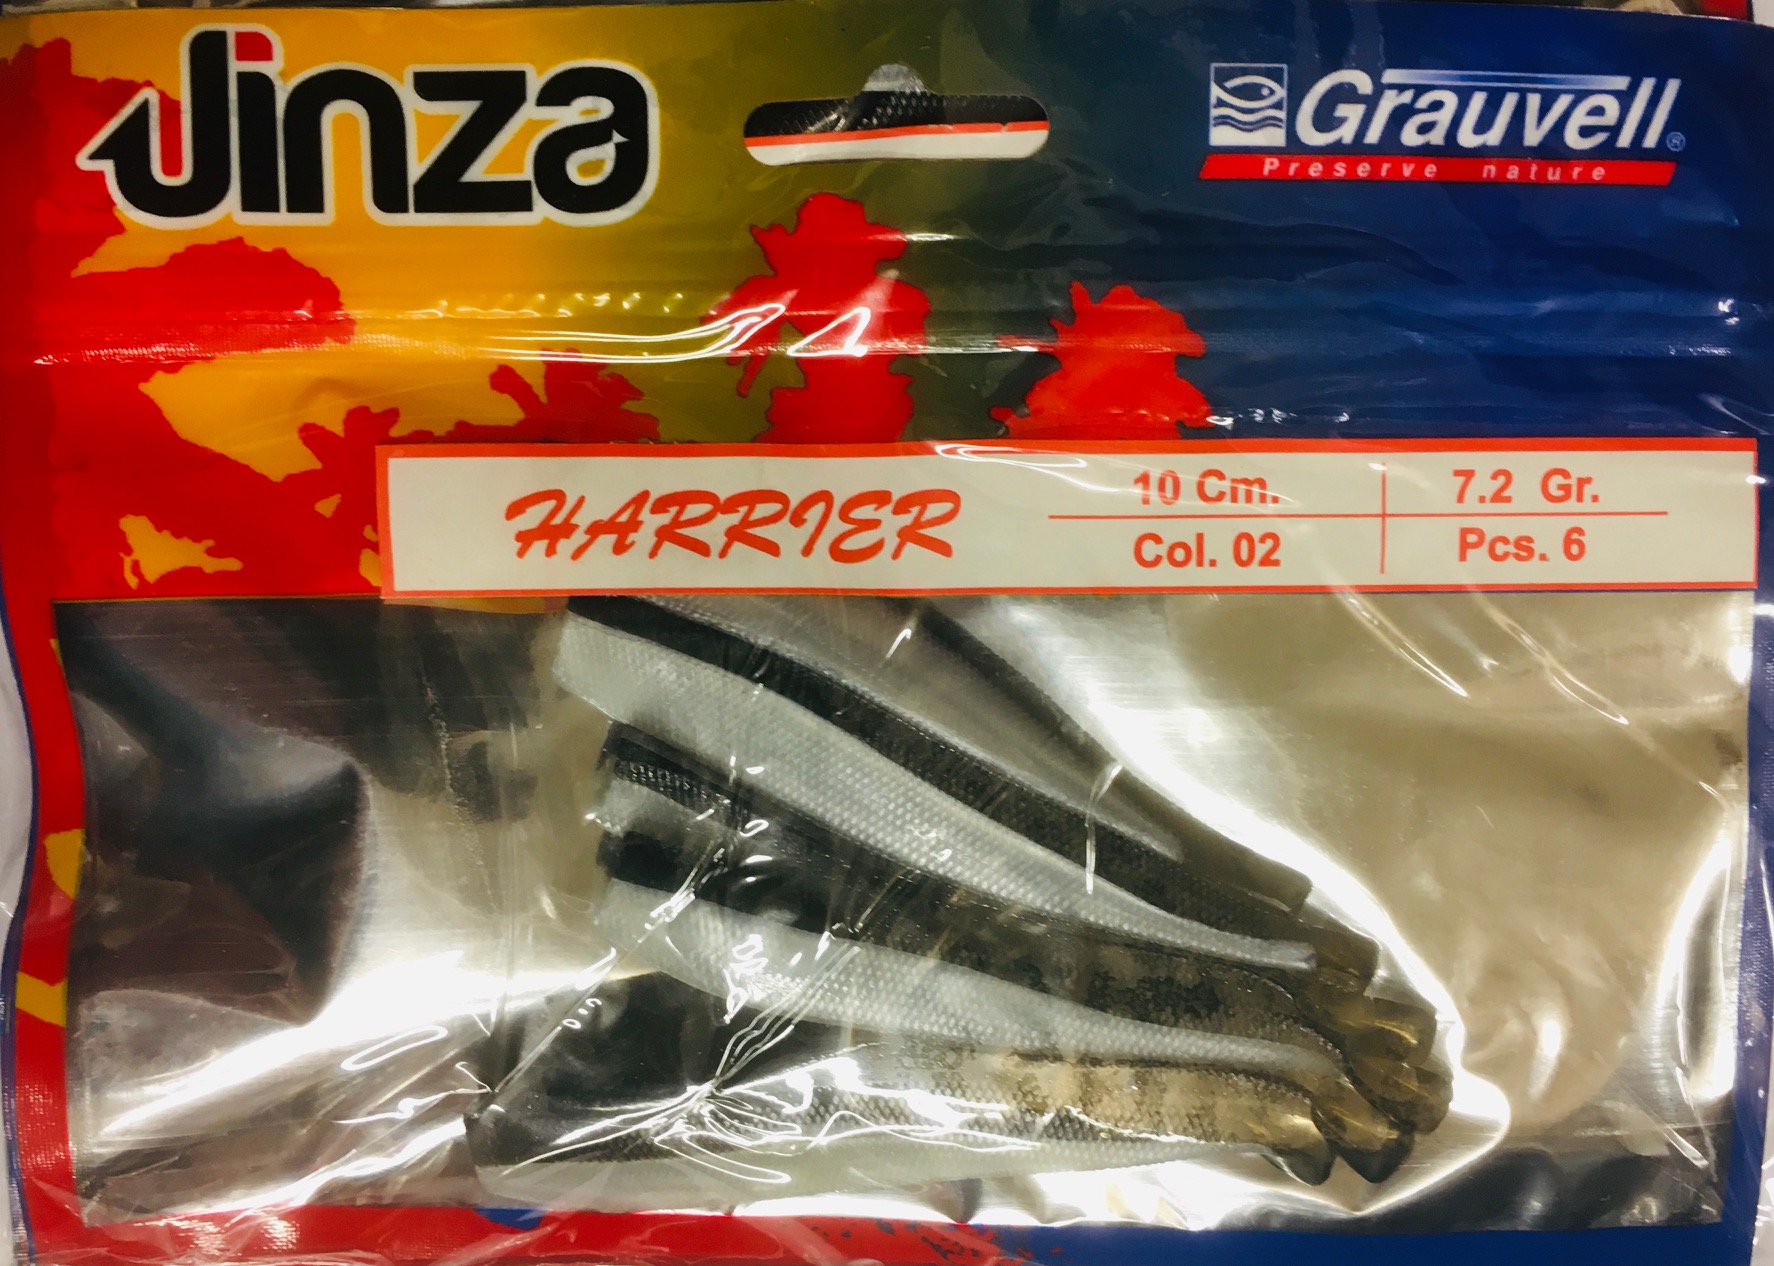 Jinza
Grauvell®
Preserve nature
HARRIER
10 Cm.
7.2 Gr.
Col. 02
Pcs. 6